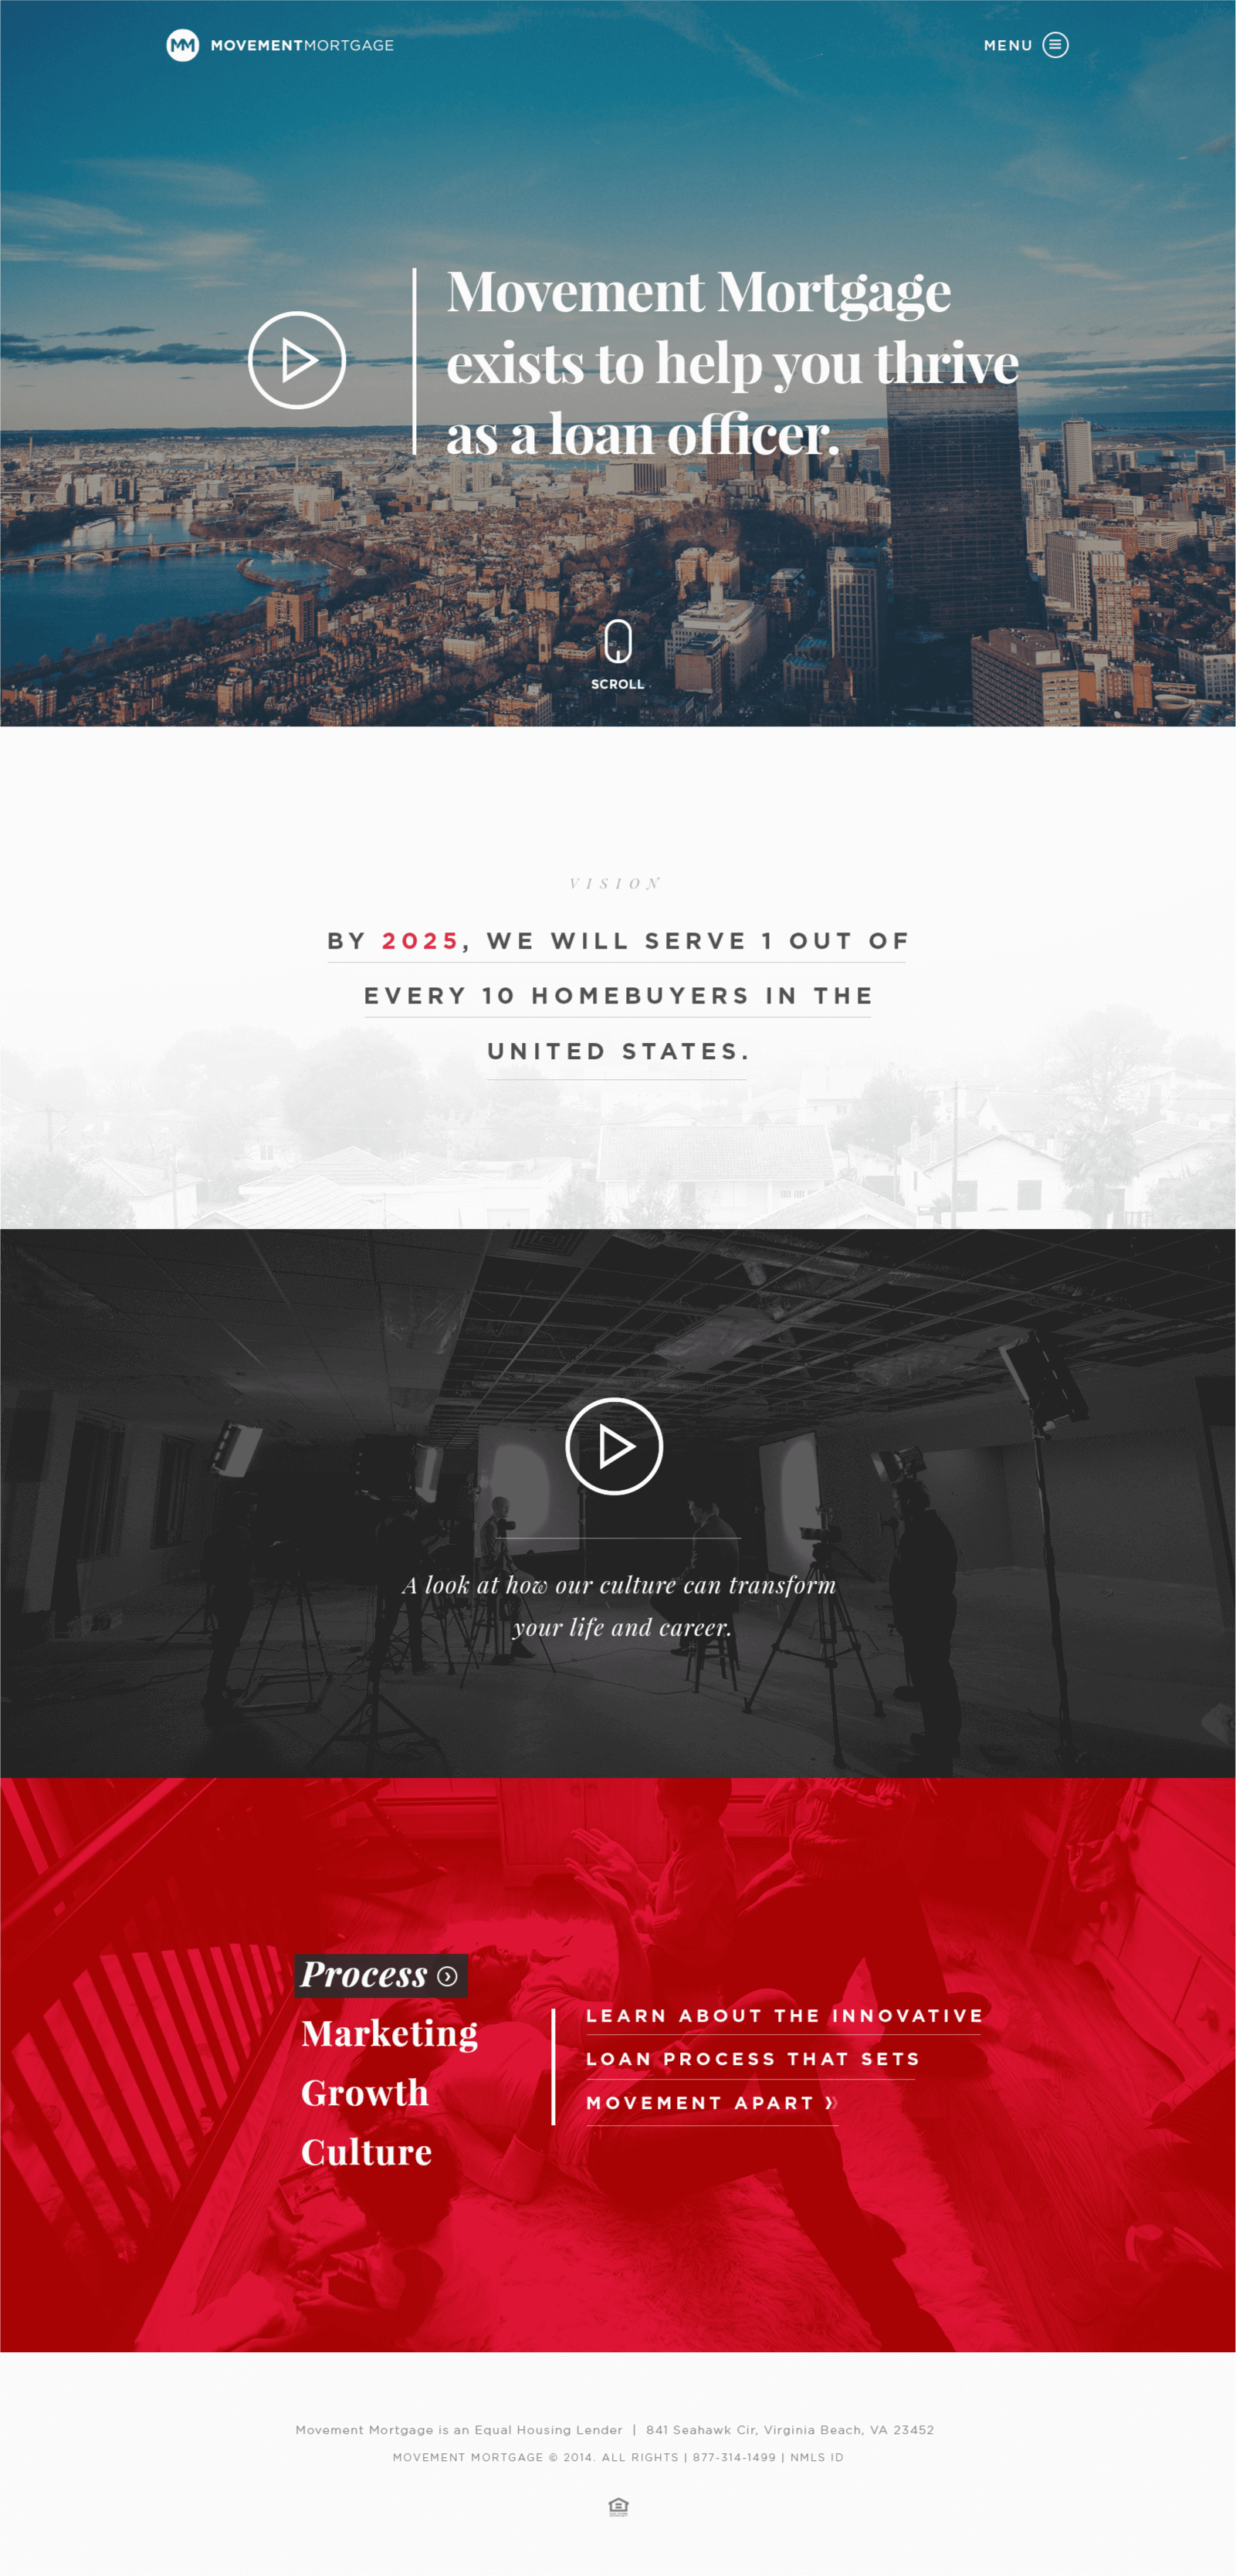 MM MOVEMENTMORTGAGE
MENU
Movement Mortgage
exists to help you thrive
as a loan officer.
SCROLL
VISION
BY 2025, WE WILL SERVE 1 OUT OF
EVERY 10 HOMEBUYERS IN THE
UNITED STATES.
A look at how our culture can transform
your life and career.
Process
Marketing
Growth
Culture
LEARN ABOUT THE INNOVATIVE
LOAN PROCESS THAT SETS
MOVEMENT APART
Movement Mortgage is an Equal Housing Lender | 841 Seahawk Cir, Virginia Beach, VA 23452
MOVEMENT MORTGAGE © 2014. ALL RIGHTS | 877-314-1499 | NMLS ID